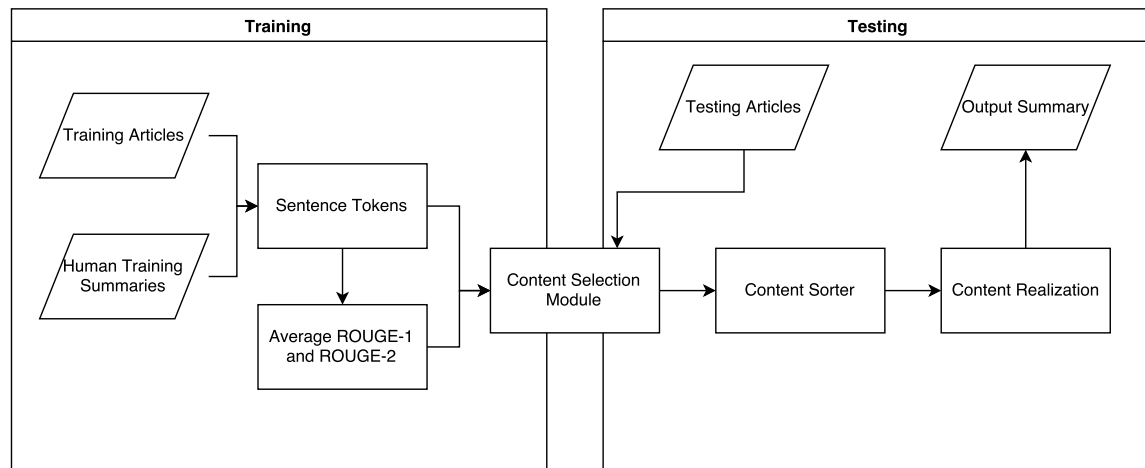 Training
Training Articles
Human Training
Summaries
Sentence Tokens
Average ROUGE-1
and ROUGE-2
Content Selection
Module
Testing
Testing Articles
Output Summary
Content Sorter
Content Realization